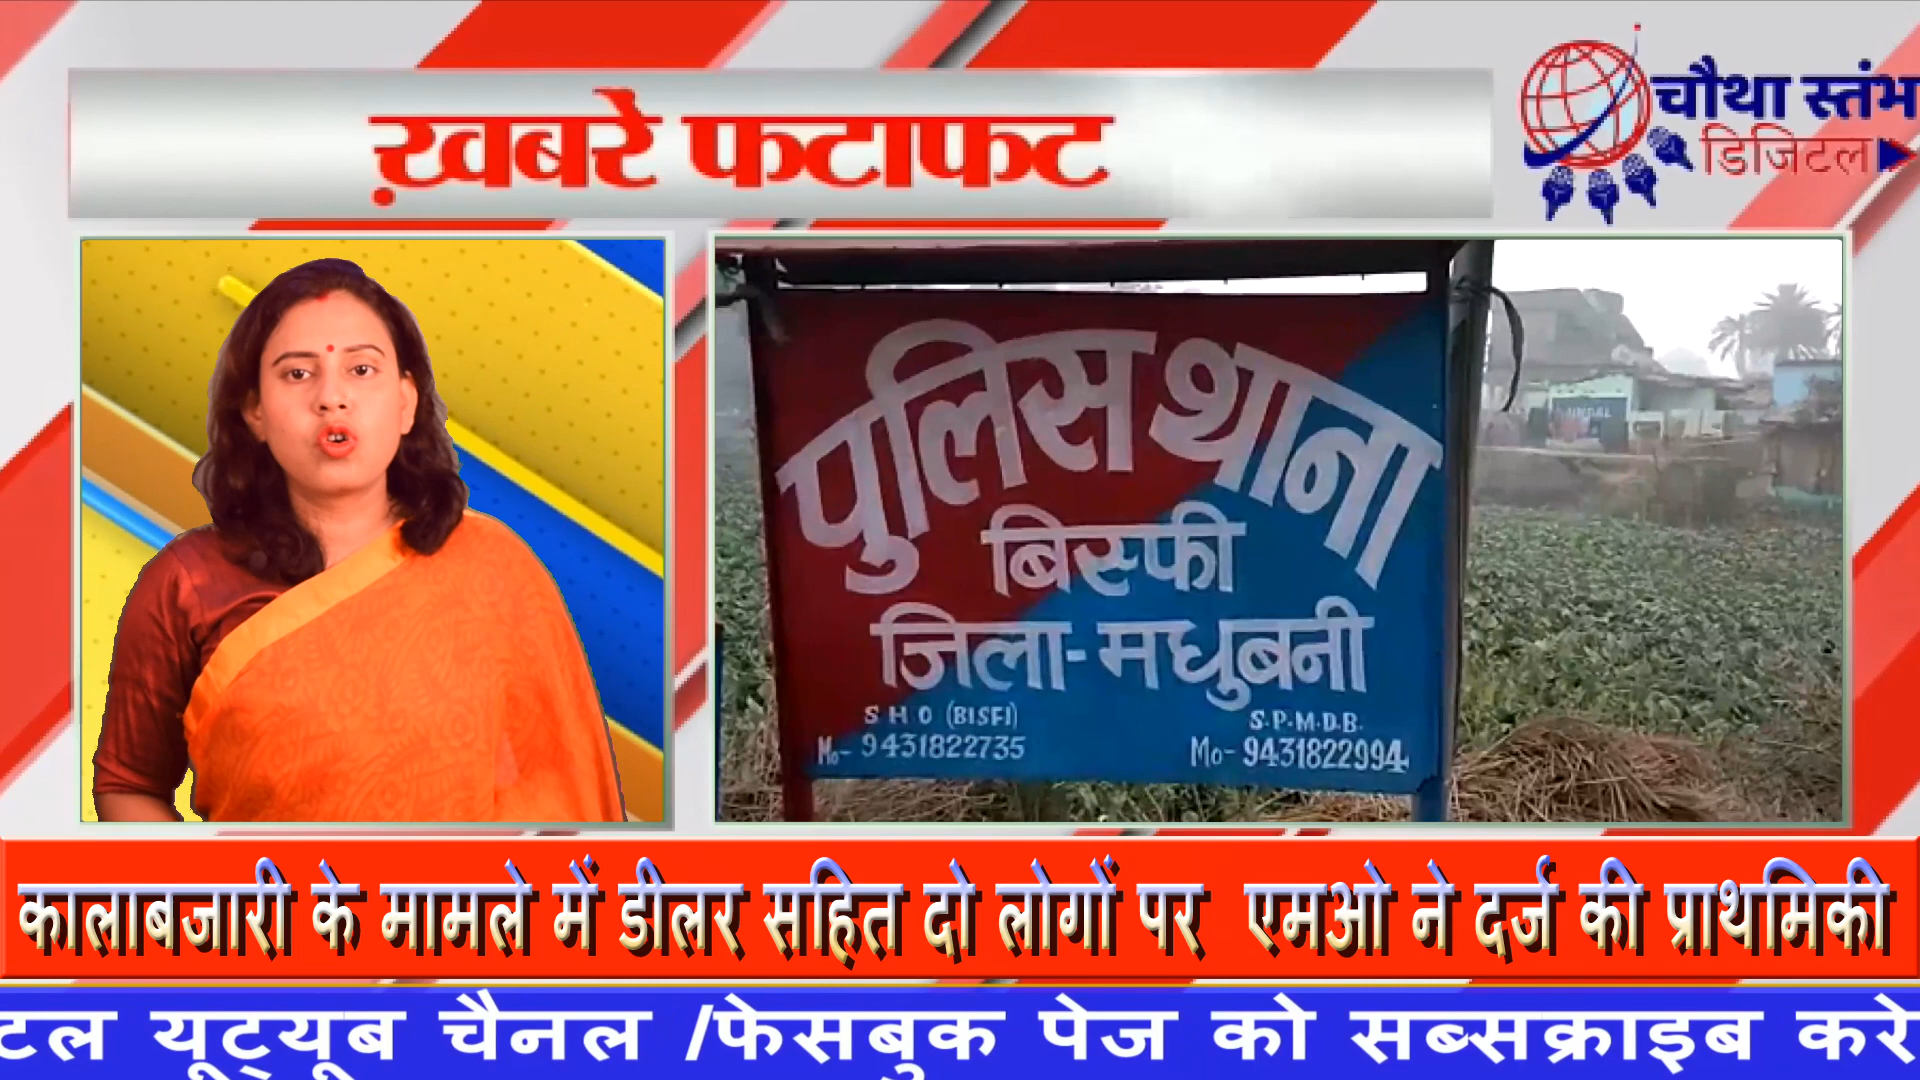 ख़बरें फटाफट
चौथा स्तंभ
डिजिटल
पुलिस थाना
बिस्फी
जिला-मधुबनी
S H O (BISFI)
Mo- 9431822735
S.P.M.D.B.
Mo- 9431822994
कालाबजारी के मामले में डीलर सहित दो लोगों पर एमओ ने दर्ज की प्राथमिकी
टल यूट्यूब चैनल /फेसबुक पेज को सब्सक्राइब करे